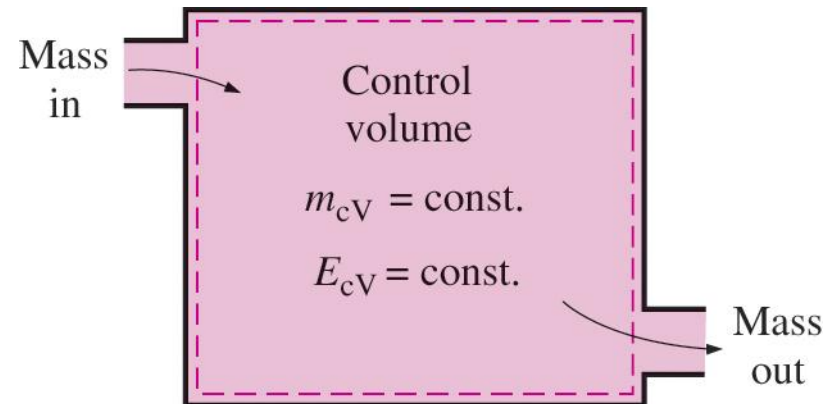 Mass
in
Control
volume
m_cV = const.
E_cV = const.
Mass
out